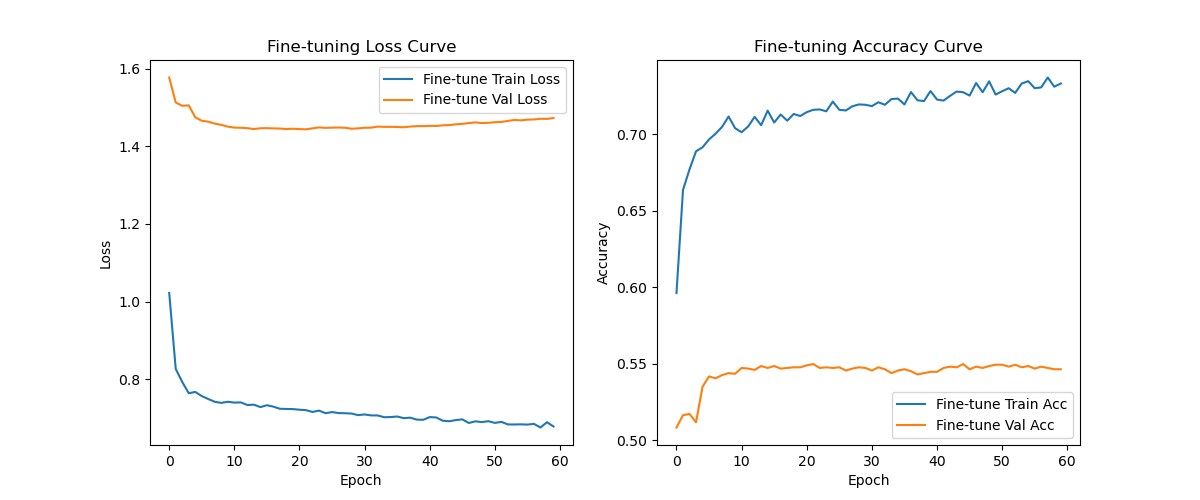 Fine-tuning Loss Curve
Fine-tune Train Loss
Fine-tune Val Loss
1.6
1.4
1.2
1.0
0.8
Loss
0 10 20 30 40 50 60
Epoch
Fine-tuning Accuracy Curve
0.70
0.65
0.60
0.55
0.50
Accuracy
Fine-tune Train Acc
Fine-tune Val Acc
0 10 20 30 40 50 60
Epoch